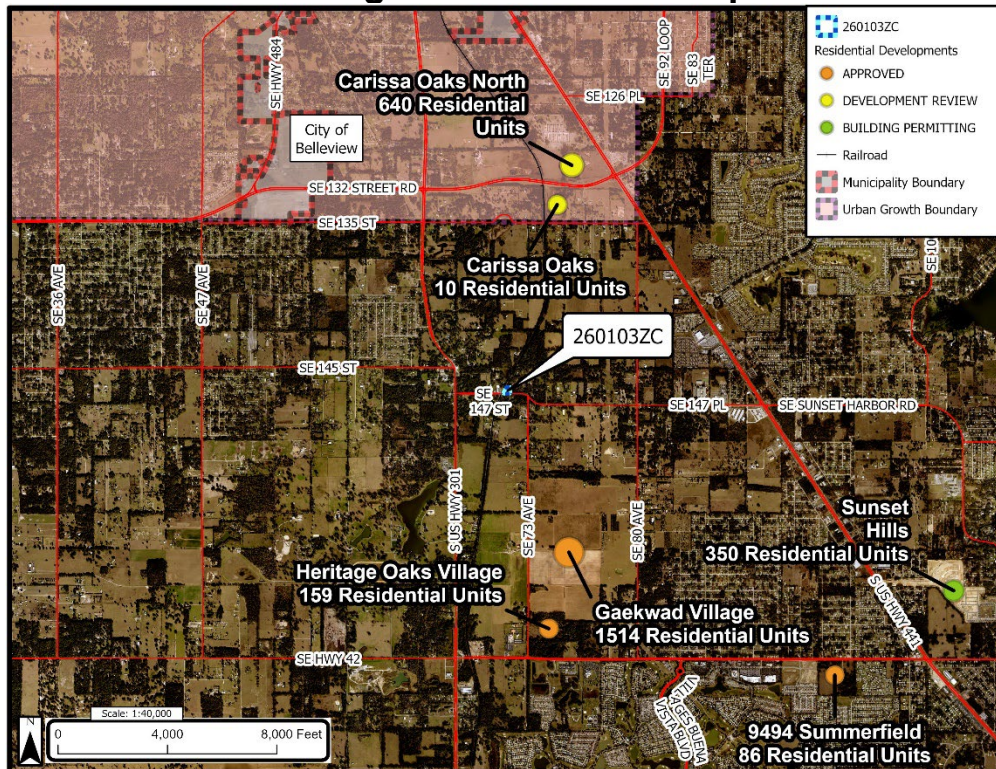 260103ZC
Residential Developments
APPROVED
DEVELOPMENT REVIEW
BUILDING PERMITTING
Railroad
Municipality Boundary
Urban Growth Boundary
SE HWY 484
SE 92 LOOP
SE 83
TER
Carissa Oaks North
640 Residential
Units
SE 126 PL
City of
Belleview
SE 132 STREET RD
SE 135 ST
SE 36 AVE
SE 47 AVE
SE 10
Carissa Oaks
10 Residential Units
260103ZC
SE 145 ST
SE
147 ST
SE 147 PL
SE SUNSET HARBOR RD
S US HWY 301
SE 73 AVE
SE 80 AVE
Sunset
Hills
350 Residential Units
Heritage Oaks Village
159 Residential Units
Gaekwad Village
1514 Residential Units
S US HWY 441
SE HWY 42
BUENA
VISTA BLVD
9494 Summerfield
86 Residential Units
N
Scale: 1:40,000
0 4,000 8,000 Feet